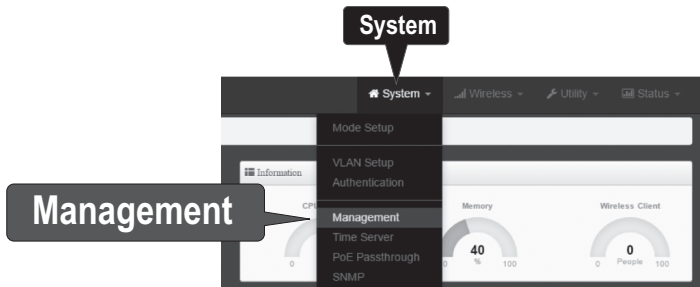 System
System Wireless Utility Status
Mode Setup
VLAN Setup
Information
Authentication
Management
CPU
Management
Memory
Wireless Client
Time Server
PoE Passthrough
SNMP
0
40
%
0
100
0
People
0
100